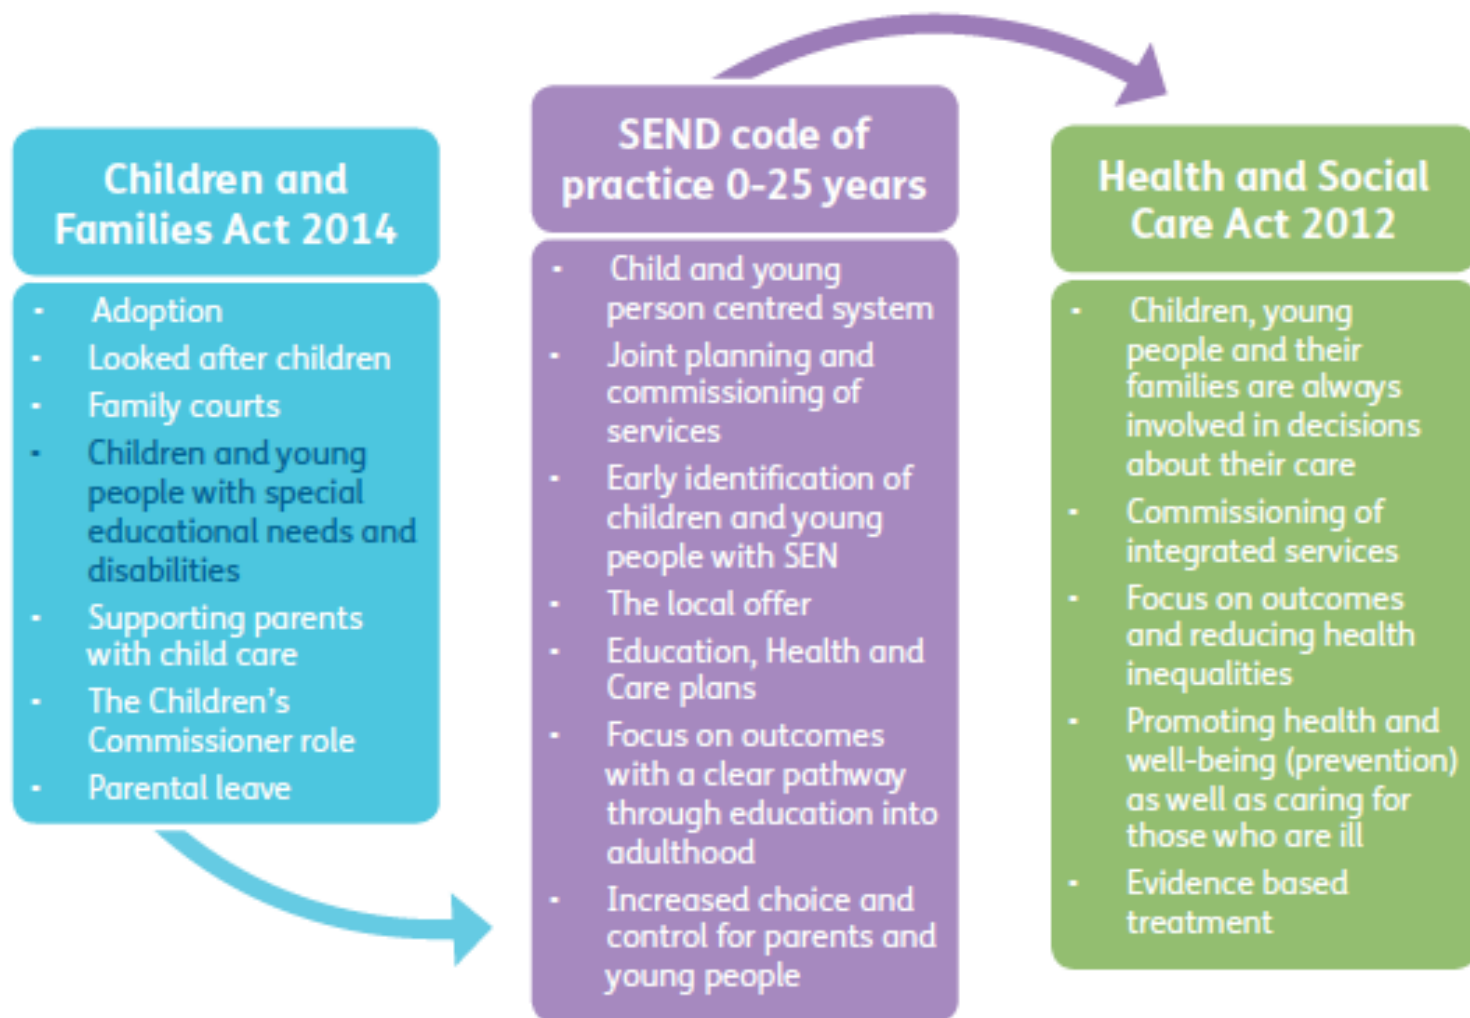 Children and
Families Act 2014
- Adoption
- Looked after children
- Family courts
- Children and young
people with special
educational needs and
disabilities
- Supporting parents
with child care
- The Children's
Commissioner role
- Parental leave
SEND code of
practice 0-25 years
- Child and young
person centred system
- Joint planning and
commissioning of
services
- Early identification of
children and young
people with SEN
- The local offer
- Education, Health and
Care plans
- Focus on outcomes
with a clear pathway
through education into
adulthood
- Increased choice and
control for parents and
young people
Health and Social
Care Act 2012
- Children, young
people and their
families are always
involved in decisions
about their care
- Commissioning of
integrated services
- Focus on outcomes
and reducing health
inequalities
- Promoting health and
well-being (prevention)
as well as caring for
those who are ill
- Evidence based
treatment